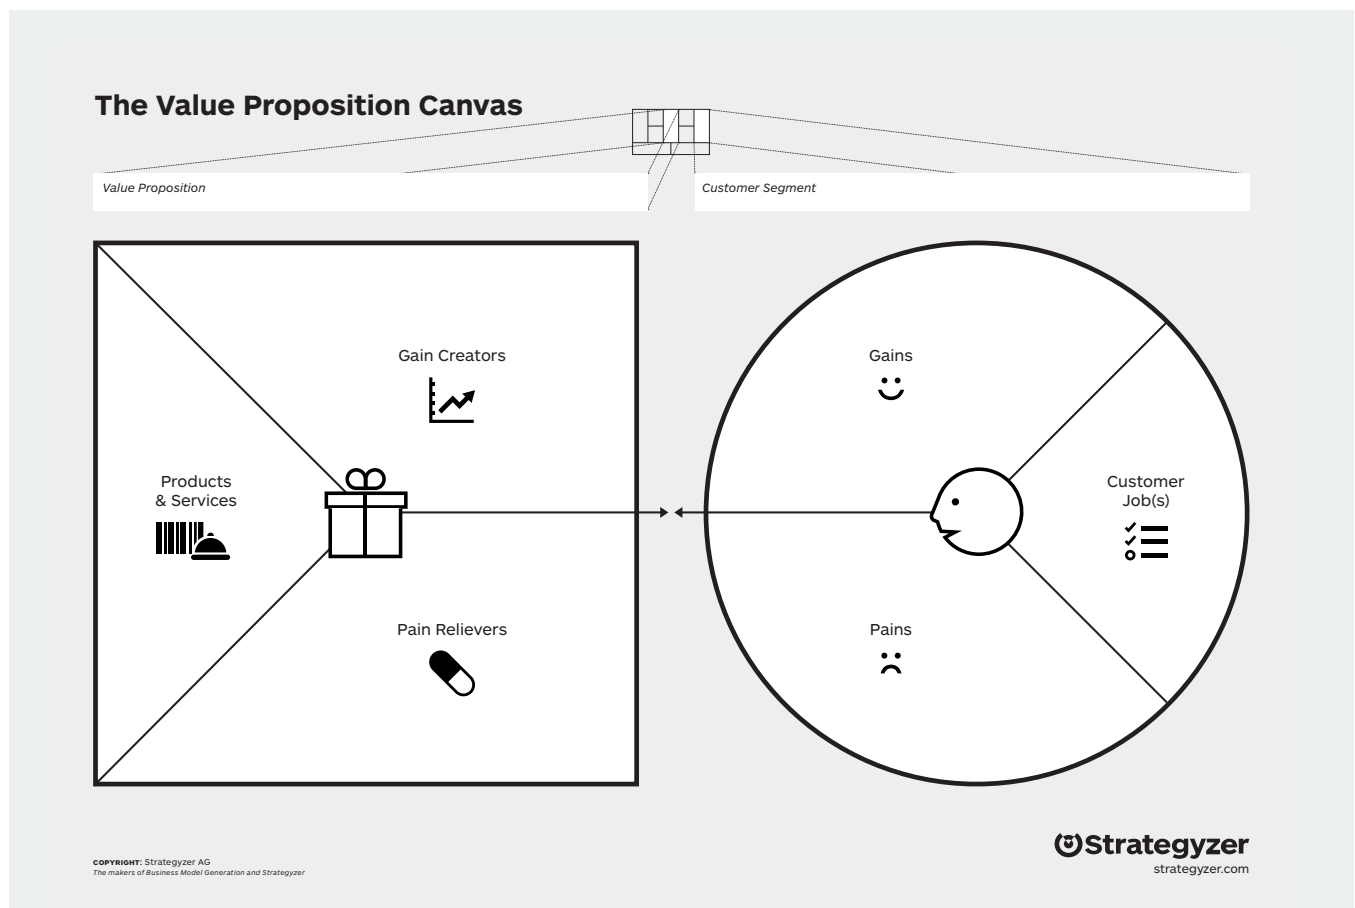 The Value Proposition Canvas
Value Proposition
Customer Segment
Gain Creators
Gains
Products
& Services
Customer
Job(s)
Pain Relievers
Pains
COPYRIGHT: Strategyzer AG
The makers of Business Model Generation and Strategyzer
Strategyzer
strategyzer.com